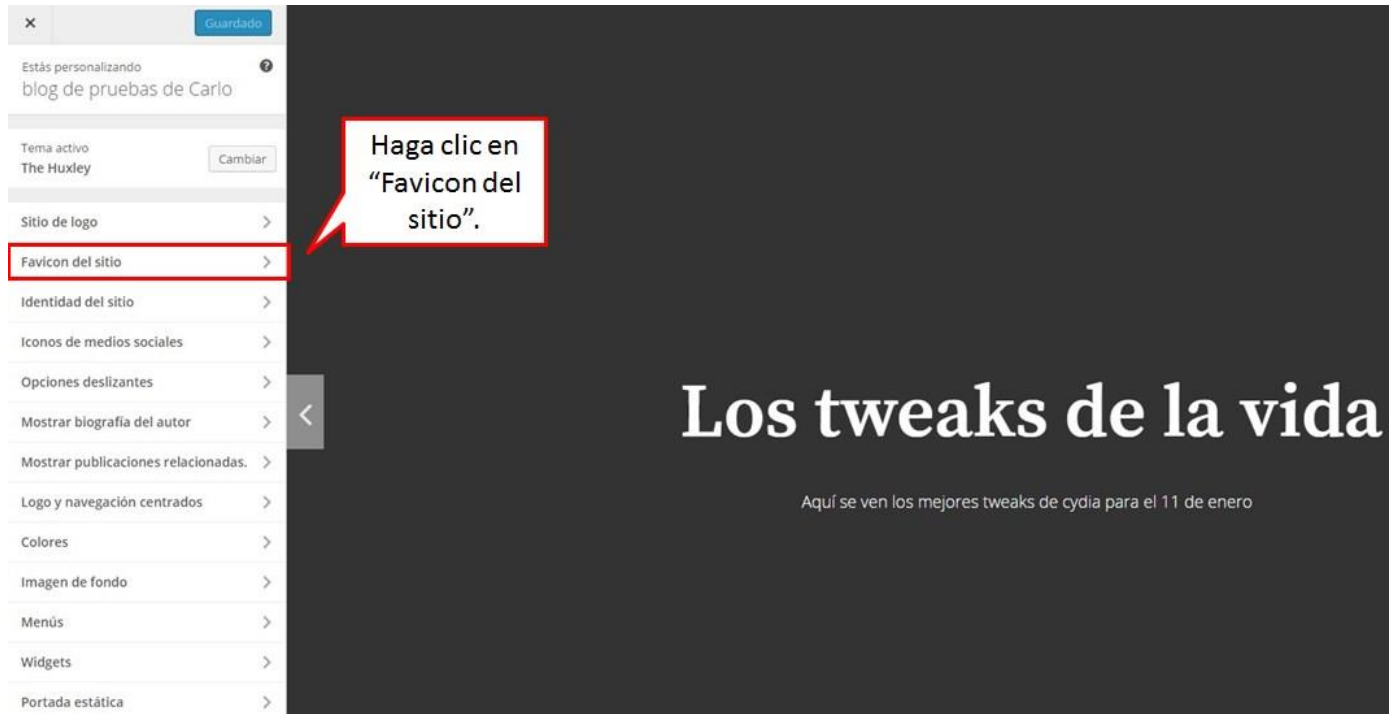 Guardado
Estás personalizando
blog de pruebas de Carlo
Tema activo
The Huxley
Cambiar
Sitio de logo
Favicon del sitio
Identidad del sitio
Iconos de medios sociales
Opciones deslizantes
Mostrar biografía del autor
Mostrar publicaciones relacionadas.
Logo y navegación centrados
Colores
Imagen de fondo
Menús
Widgets
Portada estática
Haga clic en
“Favicon del
sitio”.
Los tweaks de la vida
Aquí se ven los mejores tweaks de cydia para el 11 de enero